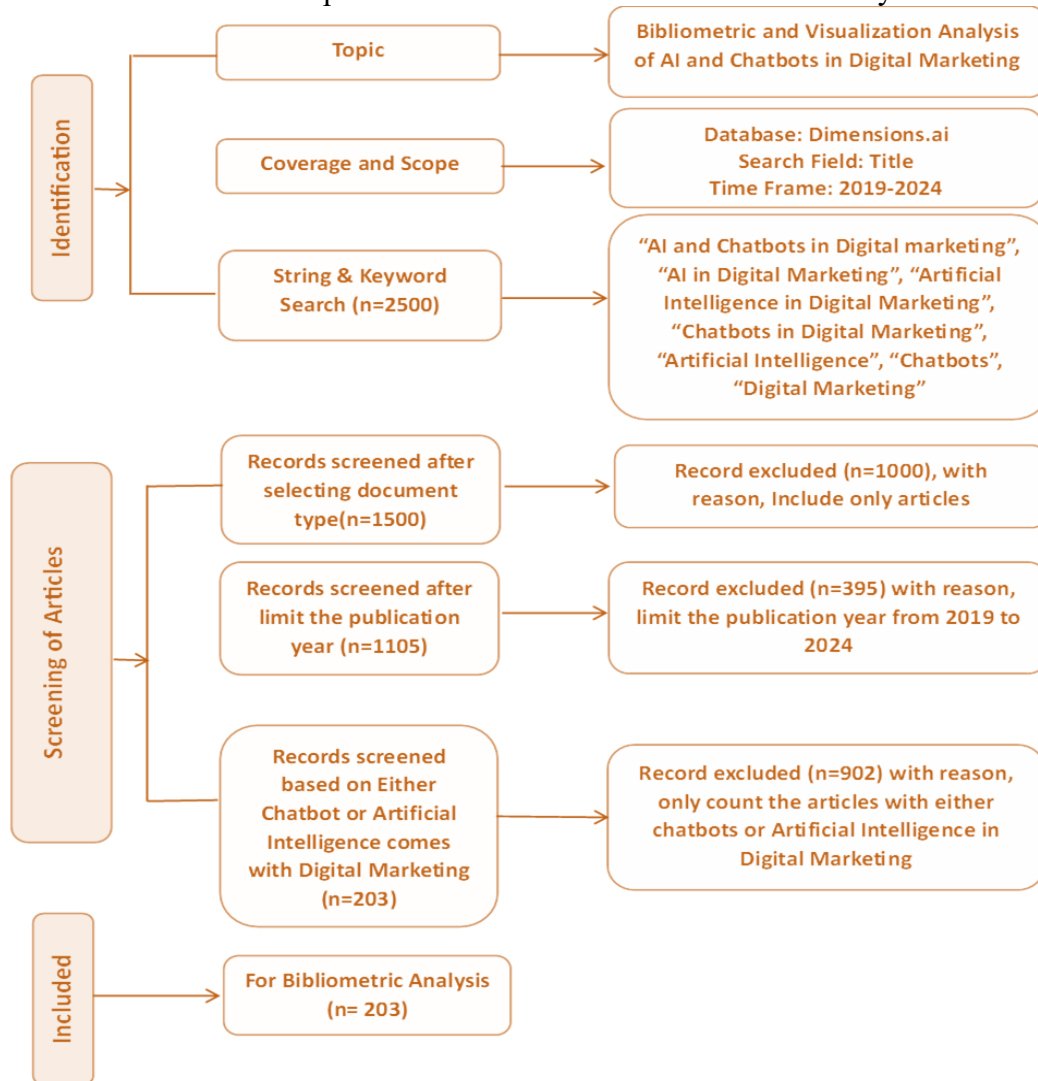 Identification
Topic
Bibliometric and Visualization Analysis
of AI and Chatbots in Digital Marketing
Coverage and Scope
Database: Dimensions.ai
Search Field: Title
Time Frame: 2019-2024
String & Keyword
Search (n=2500)
“AI and Chatbots in Digital marketing”,
“AI in Digital Marketing”, “Artificial
Intelligence in Digital Marketing”,
“Chatbots in Digital Marketing”,
“Artificial Intelligence”, “Chatbots”,
“Digital Marketing”
Screening of Articles
Records screened after
selecting document
type(n=1500)
Record excluded (n=1000), with
reason, Include only articles
Records screened after
limit the publication
year (n=1105)
Record excluded (n=395) with reason,
limit the publication year from 2019 to
2024
Records screened
based on Either
Chatbot or Artificial
Intelligence comes
with Digital Marketing
(n=203)
Record excluded (n=902) with reason,
only count the articles with either
chatbots or Artificial Intelligence in
Digital Marketing
Included
For Bibliometric Analysis
(n= 203)